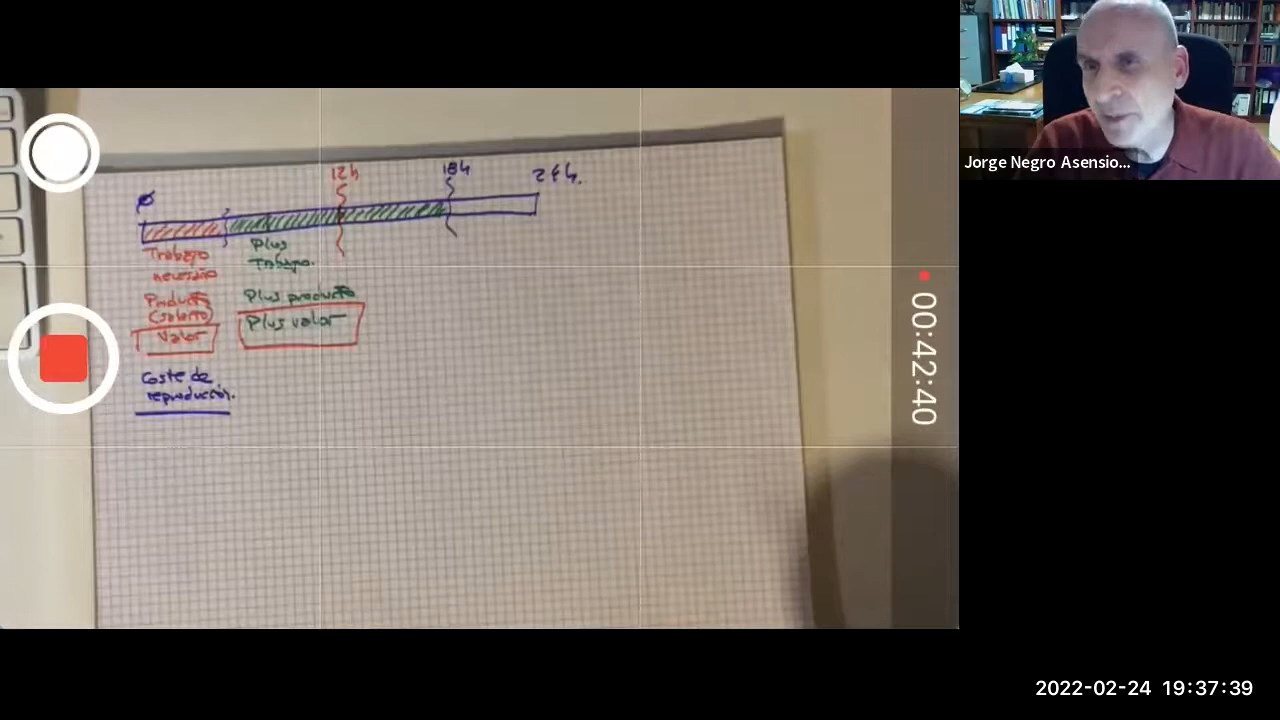 Jorge Negro Asensio...
Ø 12h 18h 24h.
Trabajo
necesario
Plus
Trabajo.
Producto
(salario)
Valor
Plus producto
Plus valor
Coste de
reproducción.
00:42:40
2022-02-24 19:37:39